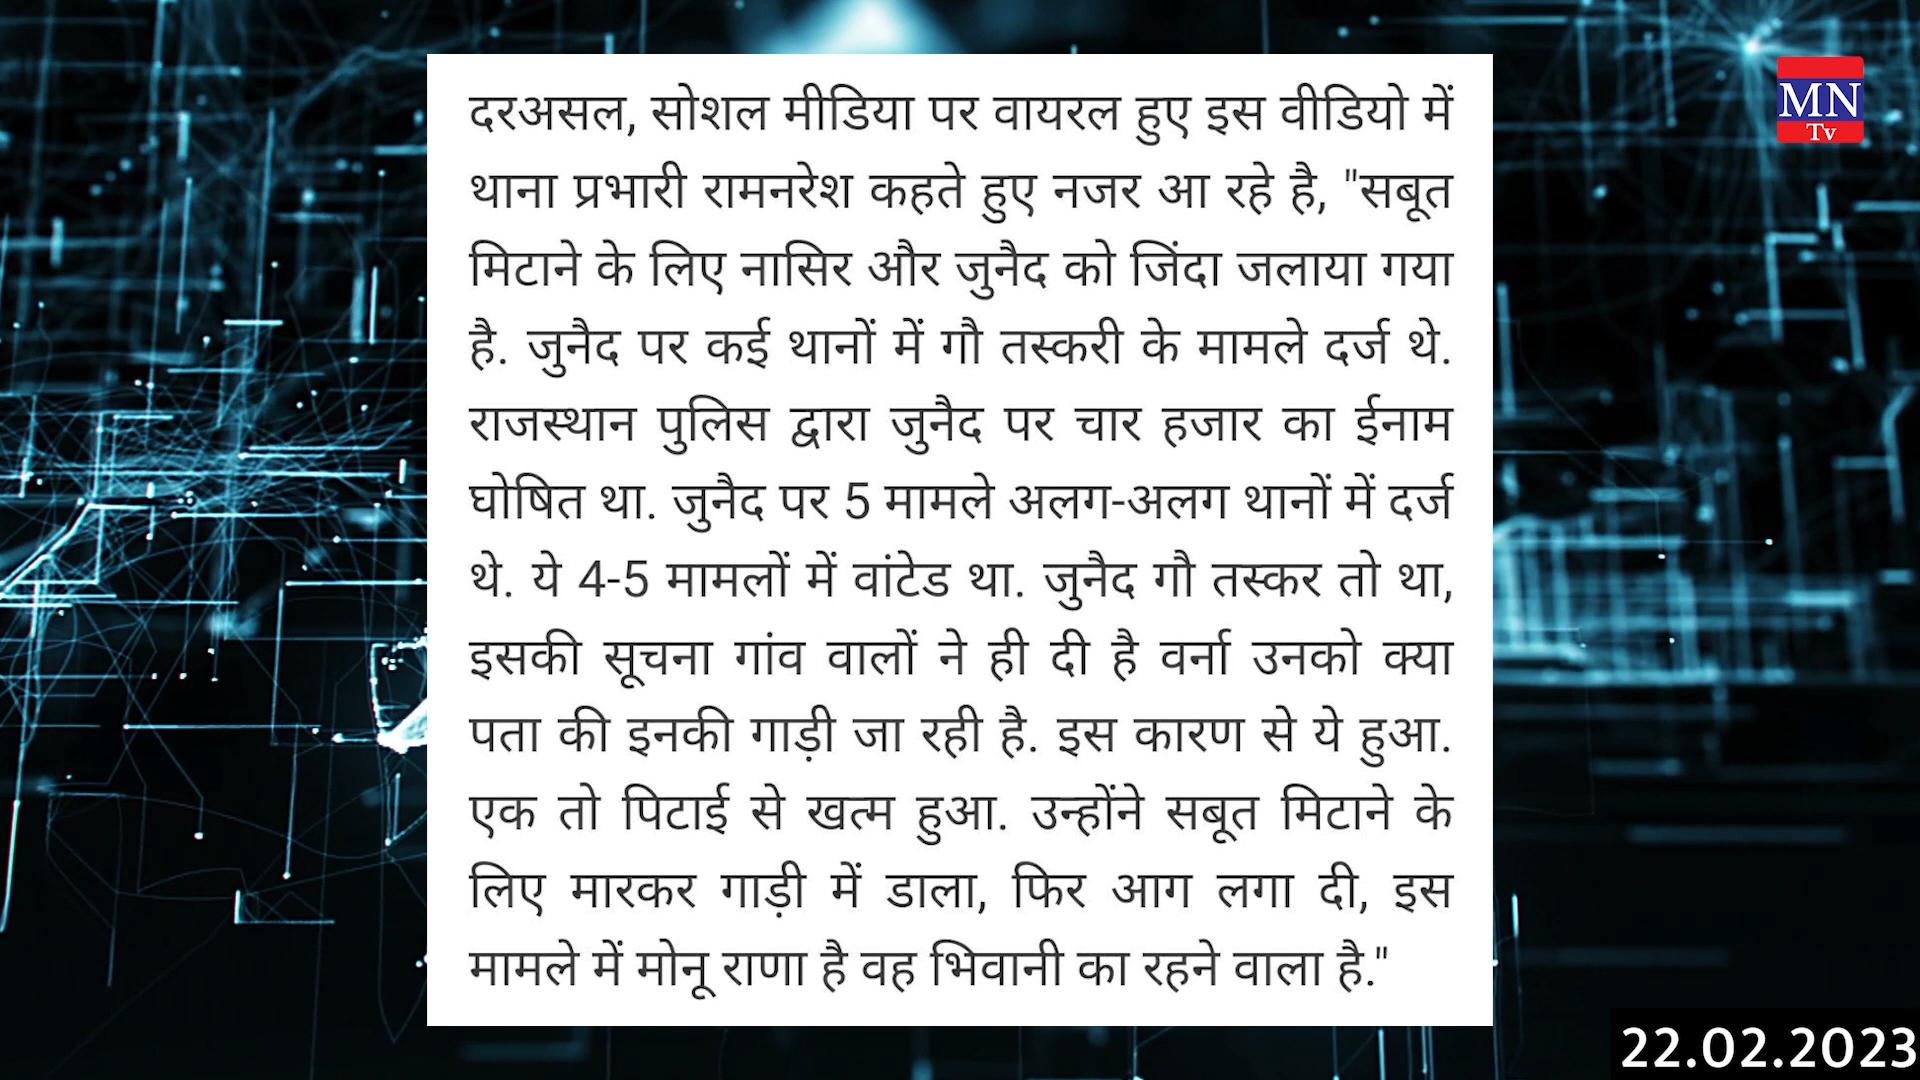 दरअसल, सोशल मीडिया पर वायरल हुए इस वीडियो में
थाना प्रभारी रामनरेश कहते हुए नजर आ रहे है, "सबूत
मिटाने के लिए नासिर और जुनैद को जिंदा जलाया गया
है. जुनैद पर कई थानों में गौ तस्करी के मामले दर्ज थे.
राजस्थान पुलिस द्वारा जुनैद पर चार हजार का ईनाम
घोषित था. जुनैद पर 5 मामले अलग-अलग थानों में दर्ज
थे. ये 4-5 मामलों में वांटेड था. जुनैद गौ तस्कर तो था,
इसकी सूचना गांव वालों ने ही दी है वर्ना उनको क्या
पता की इनकी गाड़ी जा रही है. इस कारण से ये हुआ.
एक तो पिटाई से खत्म हुआ. उन्होंने सबूत मिटाने के
लिए मारकर गाड़ी में डाला, फिर आग लगा दी, इस
मामले में मोनू राणा है वह भिवानी का रहने वाला है."
MN
Tv
22.02.2023